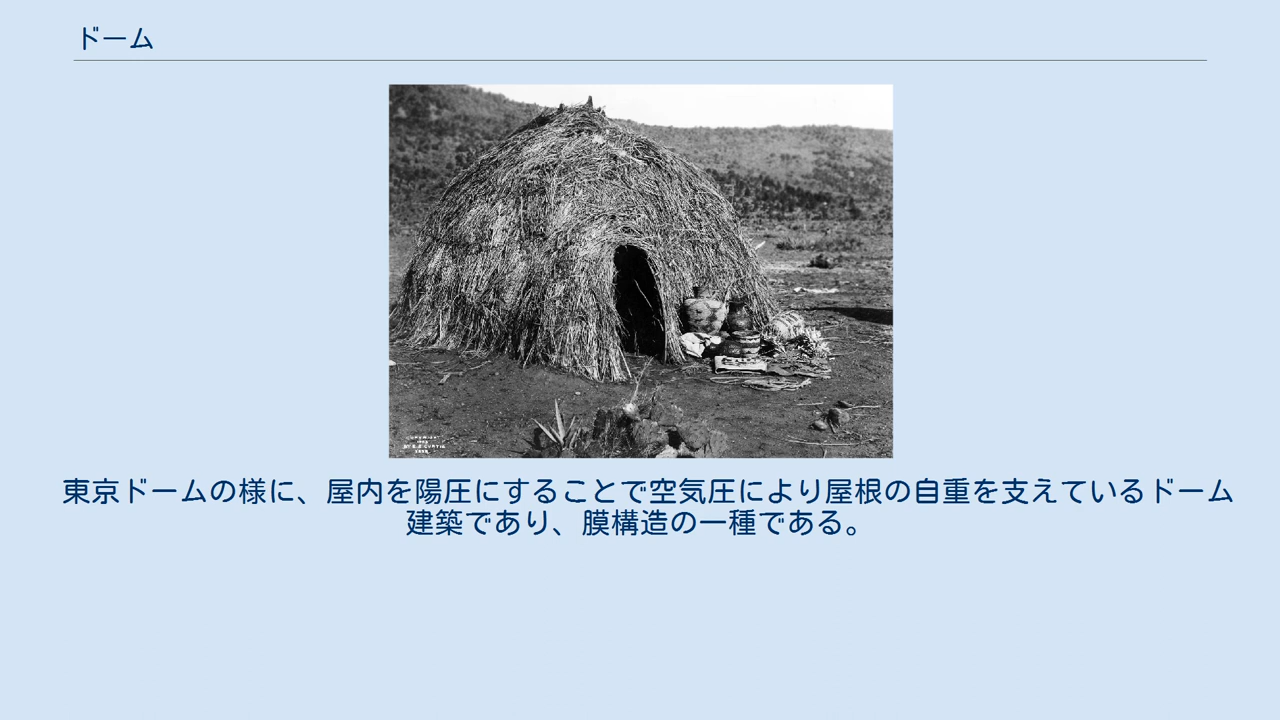 ドーム
東京ドームの様に、屋内を陽圧にすることで空気圧により屋根の自重を支えているドーム
建築であり、膜構造の一種である。